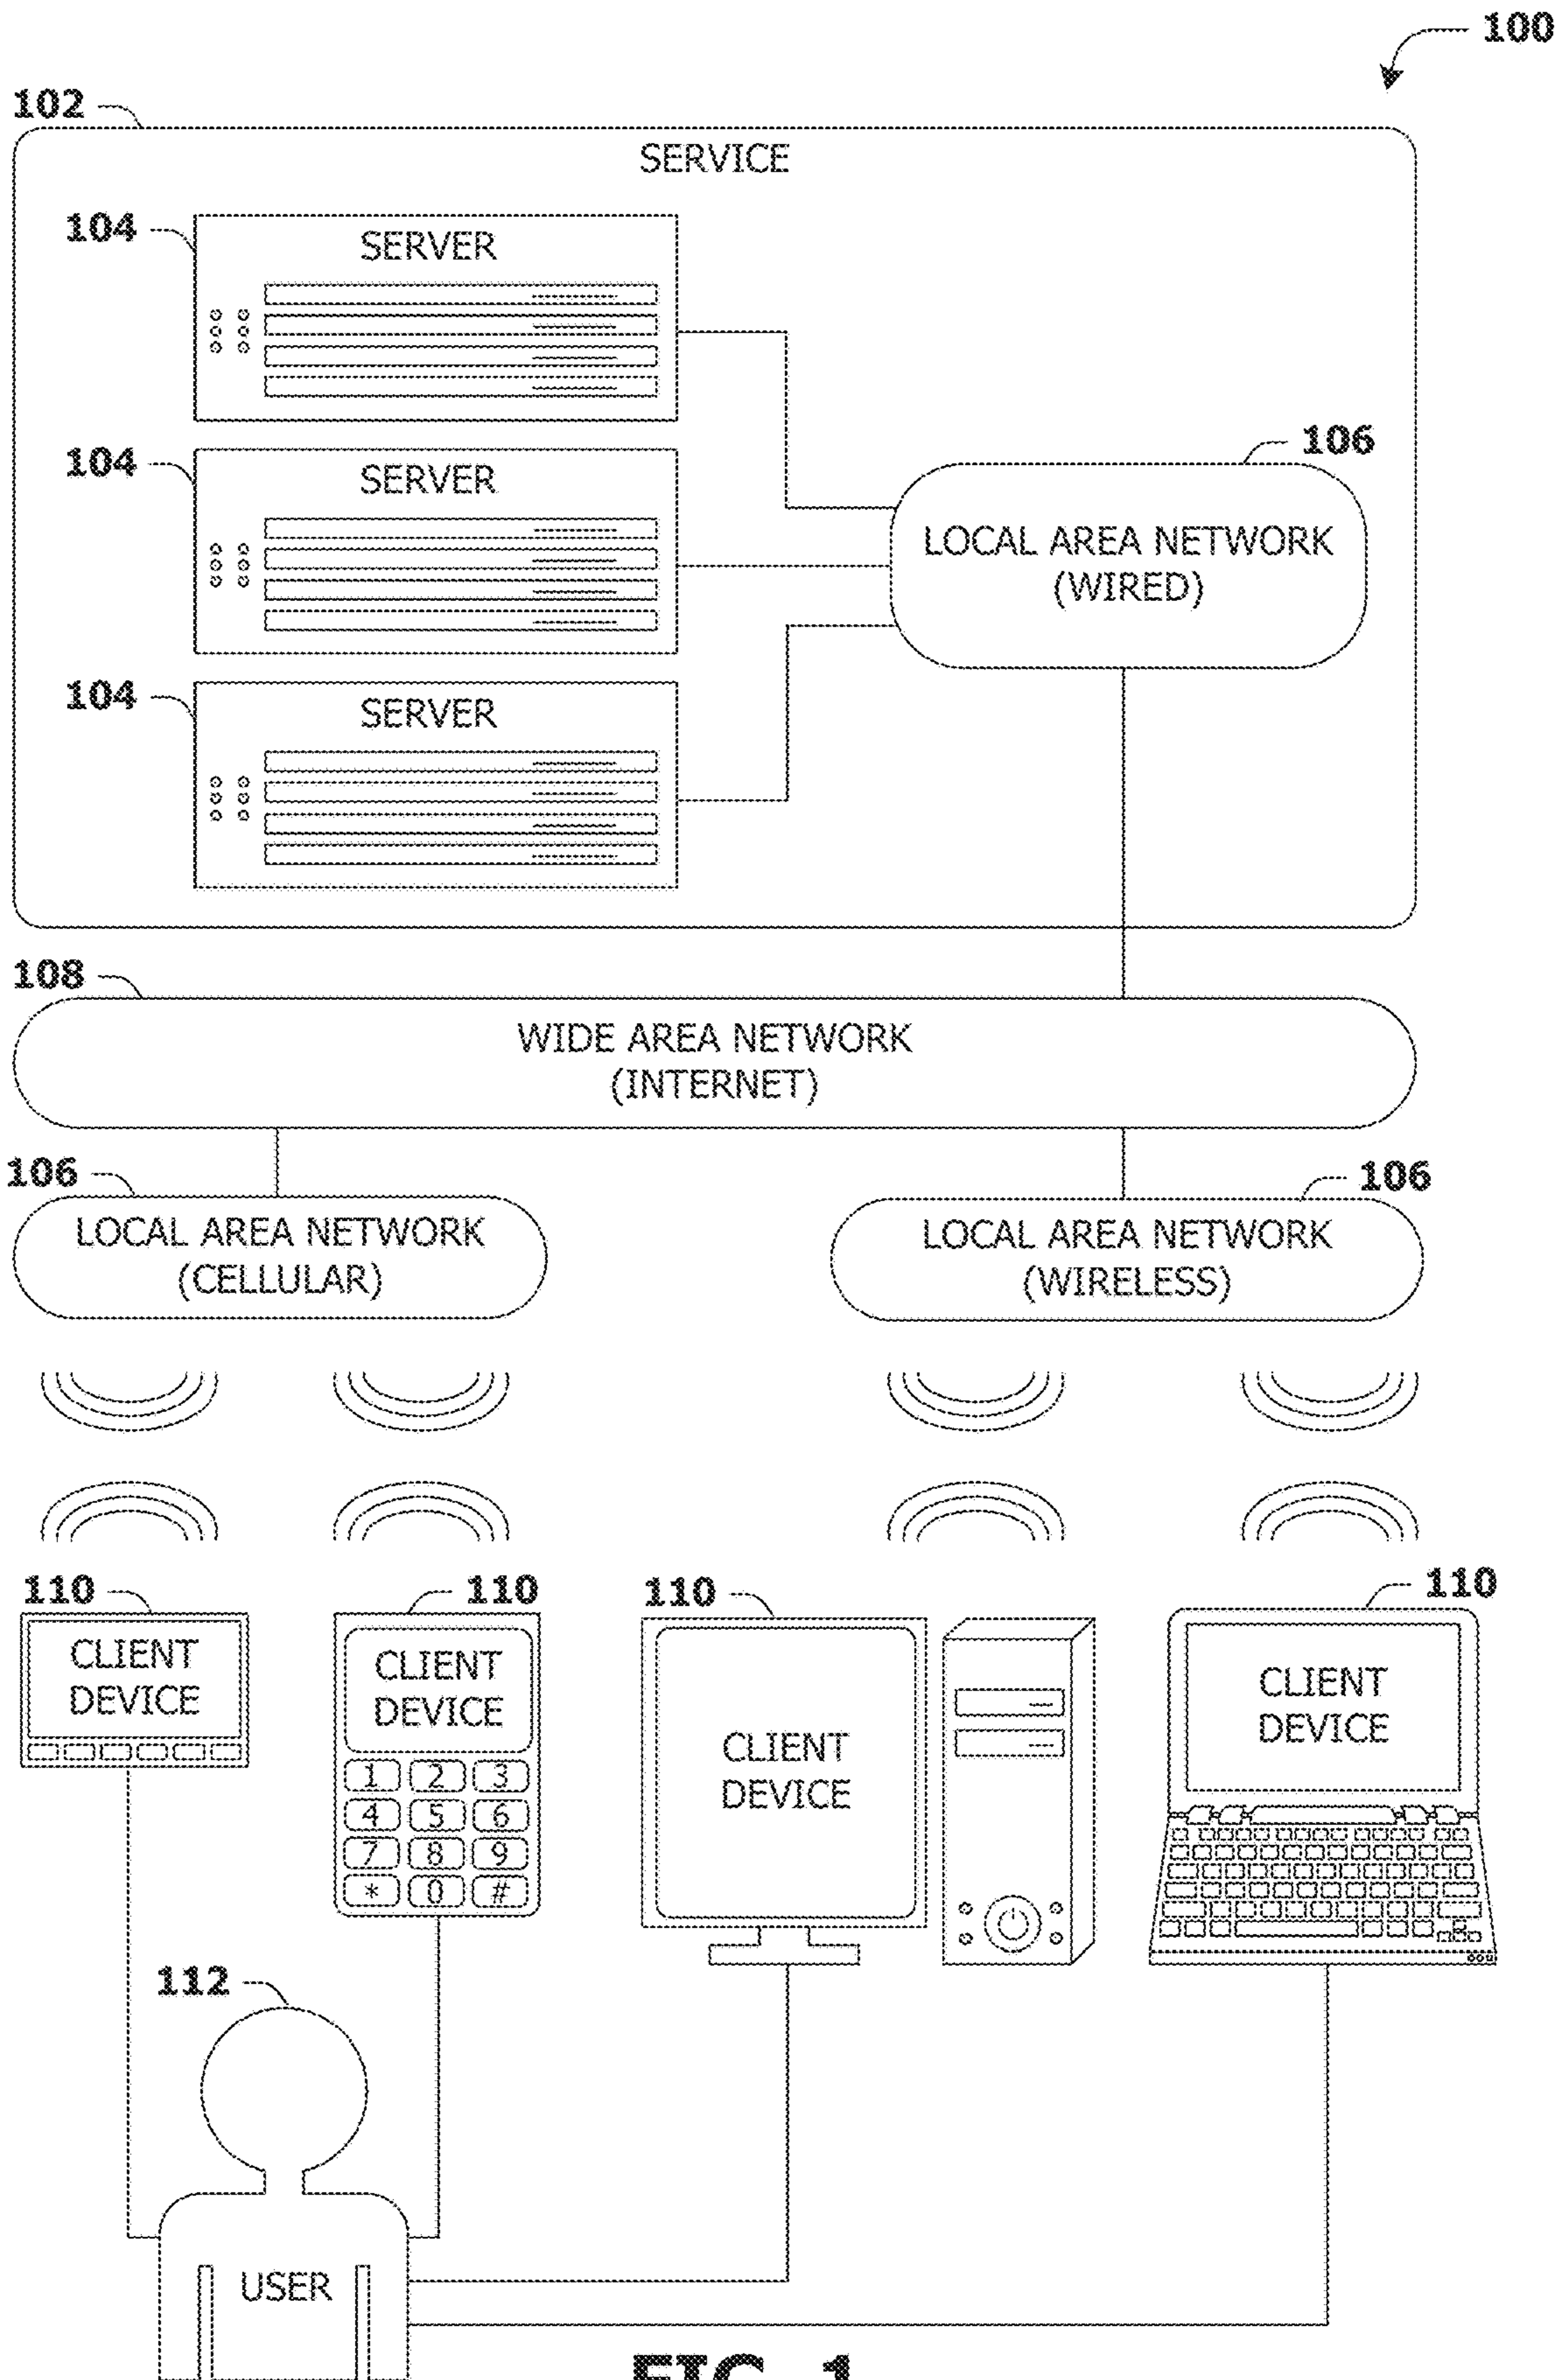 100
102
SERVICE
104
SERVER
104
SERVER
106
LOCAL AREA NETWORK
(WIRED)
104
SERVER
108
WIDE AREA NETWORK
(INTERNET)
106
LOCAL AREA NETWORK
(CELLULAR)
106
LOCAL AREA NETWORK
(WIRELESS)
110
CLIENT
DEVICE
110
CLIENT
DEVICE
1 2 3
4 5 6
7 8 9
* 0 #
110
CLIENT
DEVICE
110
CLIENT
DEVICE
112
USER
FIG. 1